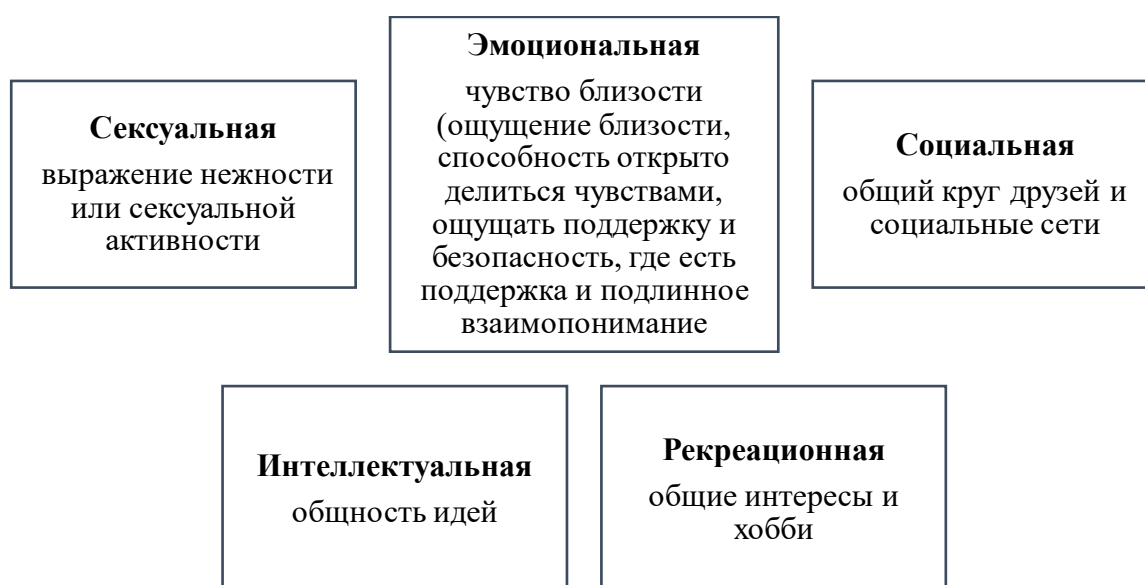 Сексуальная
выражение нежности
или сексуальной
активности
Эмоциональная
чувство близости
(ощущение близости,
способность открыто
делиться чувствами,
ощущать поддержку и
безопасность, где есть
поддержка и подлинное
взаимопонимание
Социальная
общий круг друзей и
социальные сети
Интеллектуальная
общность идей
Рекреационная
общие интересы и
хобби